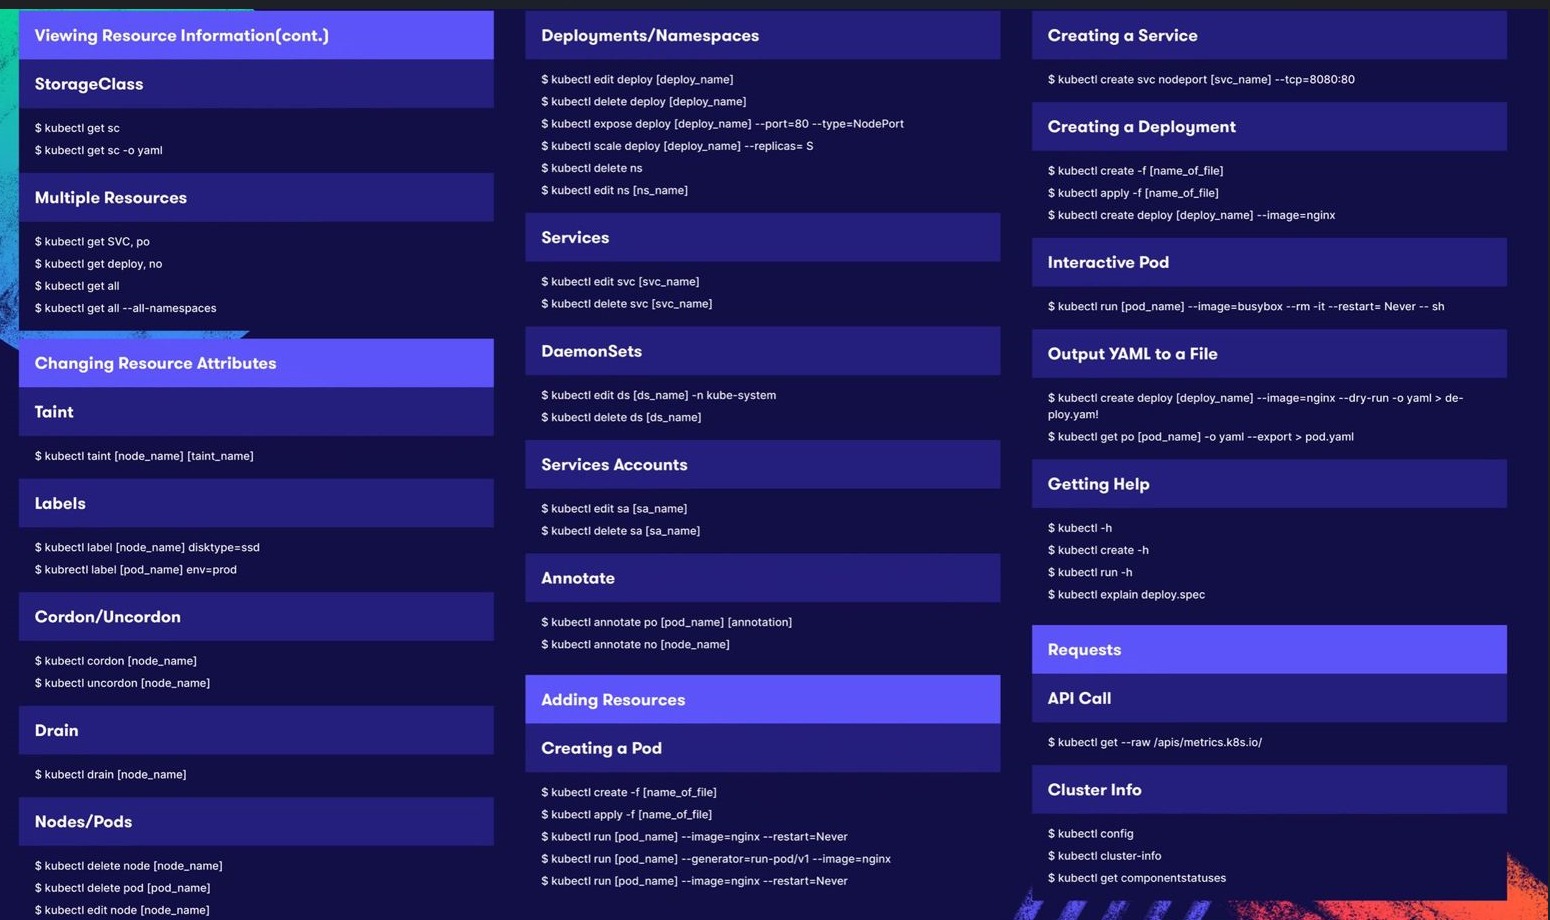 Viewing Resource Information(cont.)
StorageClass
$ kubectl get sc
$ kubectl get sc -o yaml
Multiple Resources
$ kubectl get SVC, po
$ kubectl get deploy, no
$ kubectl get all
$ kubectl get all --all-namespaces
Changing Resource Attributes
Taint
$ kubectl taint [node_name] [taint_name]
Labels
$ kubectl label [node_name] disktype=ssd
$ kubrectl label [pod_name] env=prod
Cordon/Uncordon
$ kubectl cordon [node_name]
$ kubectl uncordon [node_name]
Drain
$ kubectl drain [node_name]
Nodes/Pods
$ kubectl delete node [node_name]
$ kubectl delete pod [pod_name]
$ kubectl edit node [node_name]
Deployments/Namespaces
$ kubectl edit deploy [deploy_name]
$ kubectl delete deploy [deploy_name]
$ kubectl expose deploy [deploy_name] --port=80 --type=NodePort
$ kubectl scale deploy [deploy_name] --replicas= S
$ kubectl delete ns
$ kubectl edit ns [ns_name]
Services
$ kubectl edit svc [svc_name]
$ kubectl delete svc [svc_name]
DaemonSets
$ kubectl edit ds [ds_name] -n kube-system
$ kubectl delete ds [ds_name]
Services Accounts
$ kubectl edit sa [sa_name]
$ kubectl delete sa [sa_name]
Annotate
$ kubectl annotate po [pod_name] [annotation]
$ kubectl annotate no [node_name]
Adding Resources
Creating a Pod
$ kubectl create -f [name_of_file]
$ kubectl apply -f [name_of_file]
$ kubectl run [pod_name] --image=nginx --restart=Never
$ kubectl run [pod_name] --generator=run-pod/v1 --image=nginx
$ kubectl run [pod_name] --image=nginx --restart=Never
Creating a Service
$ kubectl create svc nodeport [svc_name] --tcp=8080:80
Creating a Deployment
$ kubectl create -f [name_of_file]
$ kubectl apply -f [name_of_file]
$ kubectl create deploy [deploy_name] --image=nginx
Interactive Pod
$ kubectl run [pod_name] --image=busybox --rm -it --restart= Never -- sh
Output YAML to a File
$ kubectl create deploy [deploy_name] --image=nginx --dry-run -o yaml > de-
ploy.yam!
$ kubectl get po [pod_name] -o yaml --export > pod.yaml
Getting Help
$ kubectl -h
$ kubectl create -h
$ kubectl run -h
$ kubectl explain deploy.spec
Requests
API Call
$ kubectl get --raw /apis/metrics.k8s.io/
Cluster Info
$ kubectl config
$ kubectl cluster-info
$ kubectl get componentstatuses